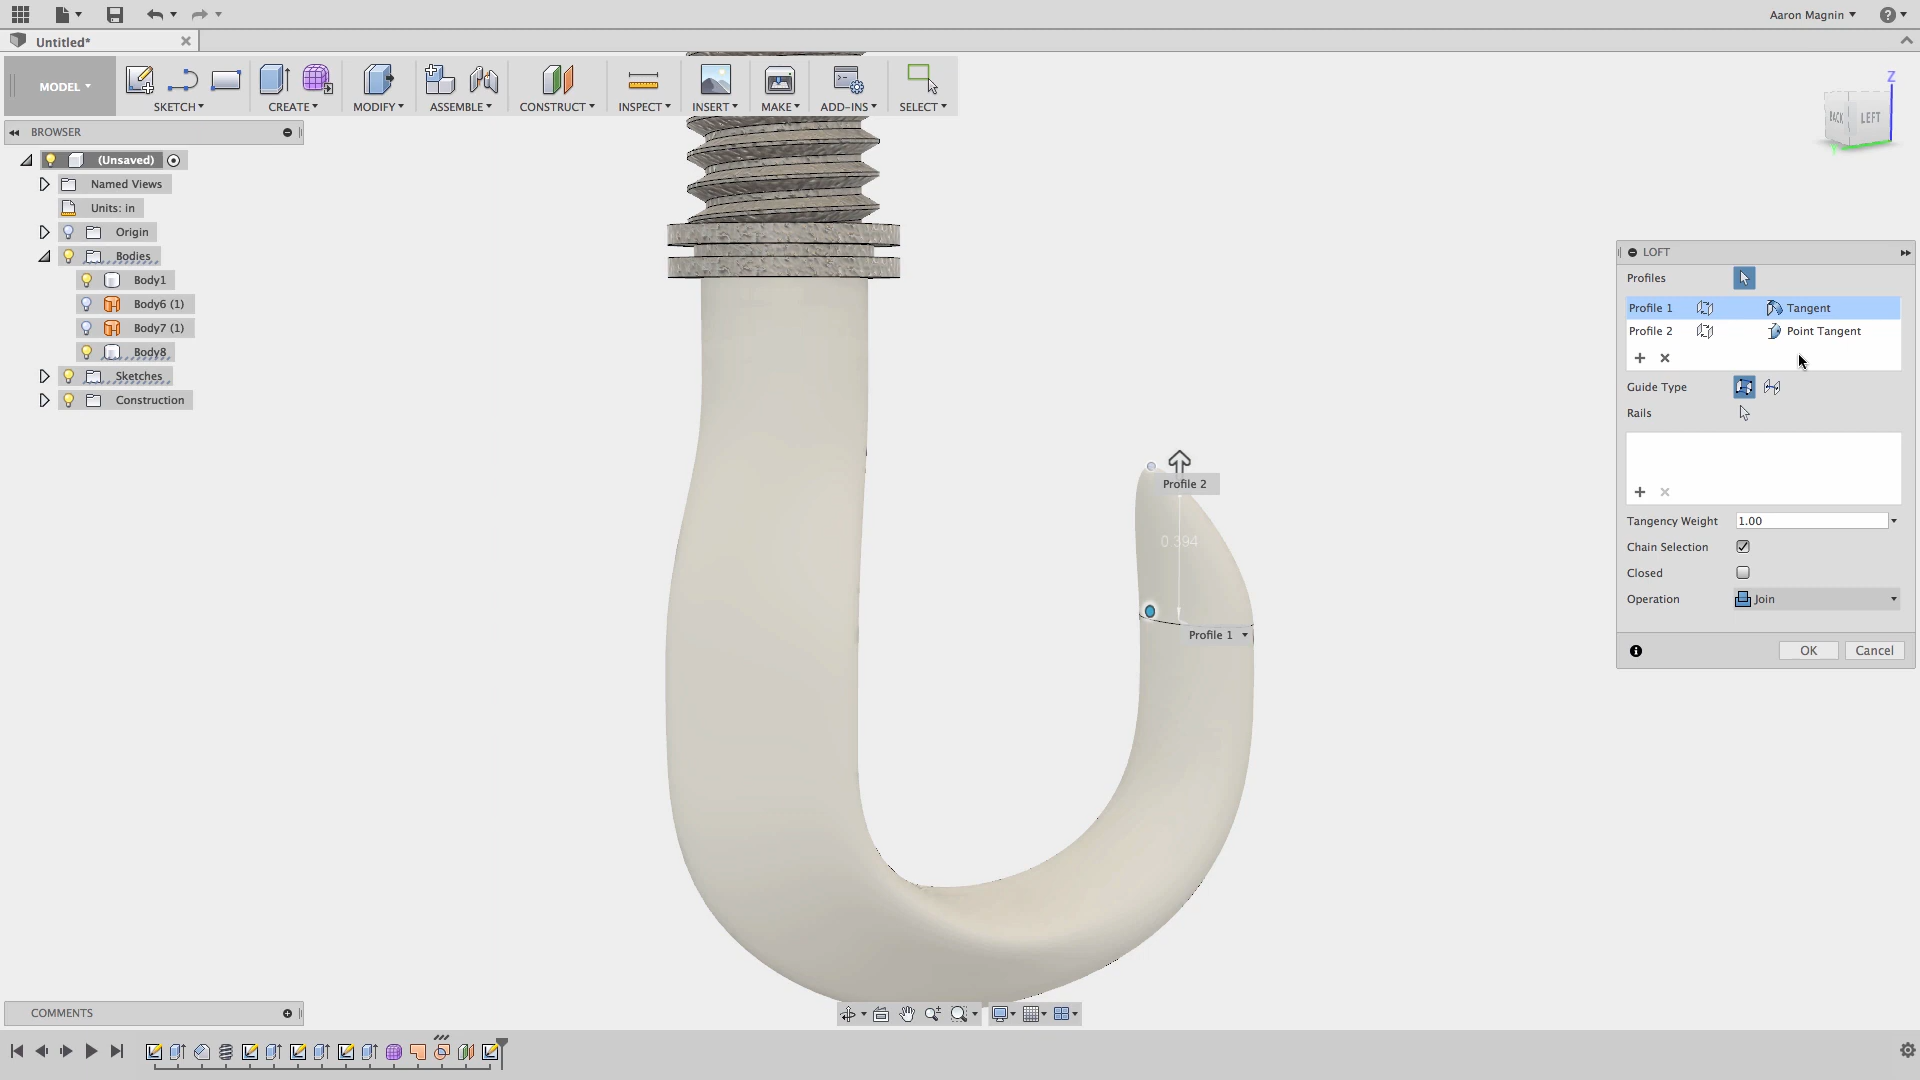 Aaron Magnin
Untitled*
MODEL
SKETCH
CREATE
MODIFY
ASSEMBLE
CONSTRUCT
INSPECT
INSERT
MAKE
ADD-INS
SELECT
Z
BACK
LEFT
BROWSER
(Unsaved)
Named Views
Units: in
Origin
Bodies
Body1
Body6 (1)
Body7 (1)
Body8
Sketches
Construction
LOFT
Profiles
Profile 1 Tangent
Profile 2 Point Tangent
Guide Type
Rails
Tangency Weight 1.00
Chain Selection
Closed
Operation Join
OK Cancel
Profile 2
0.394
Profile 1
COMMENTS